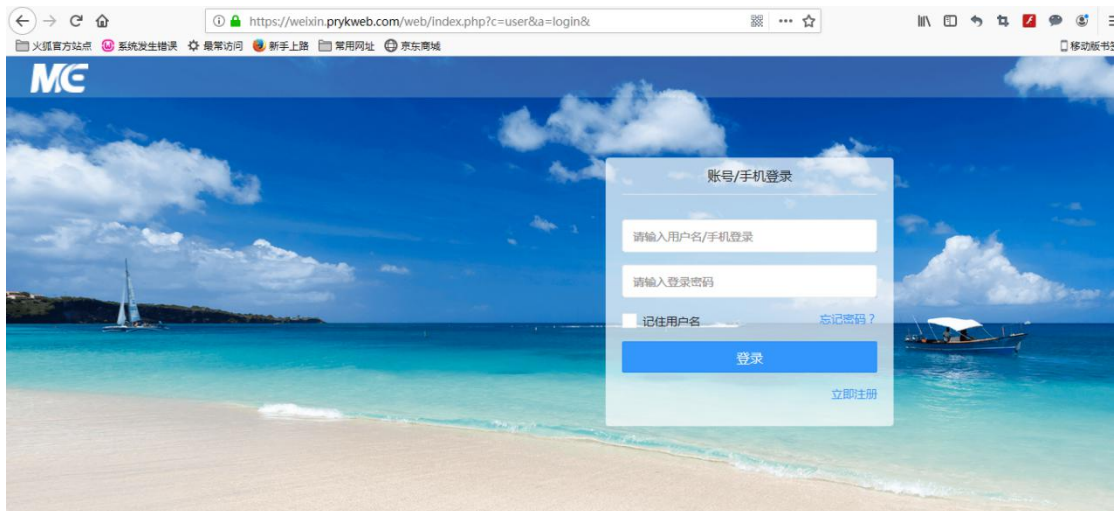 https://weixin.prykweb.com/web/index.php?c=user&a=login&
火狐官方站点 系统发生错误 最常访问 新手上路 常用网址 京东商城
移动版书签
ME
账号/手机登录
请输入用户名/手机登录
请输入登录密码
记住用户名 忘记密码？
登录
立即注册